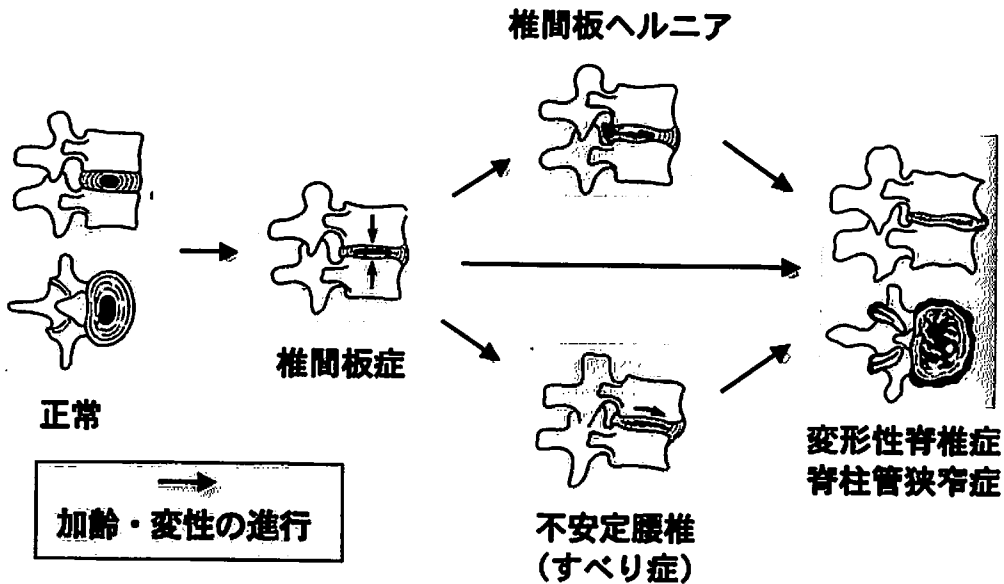 椎間板ヘルニア
椎間板症
正常
変形性脊椎症
脊柱管狭窄症
加齢・変性の進行
不安定腰椎
(すべり症)